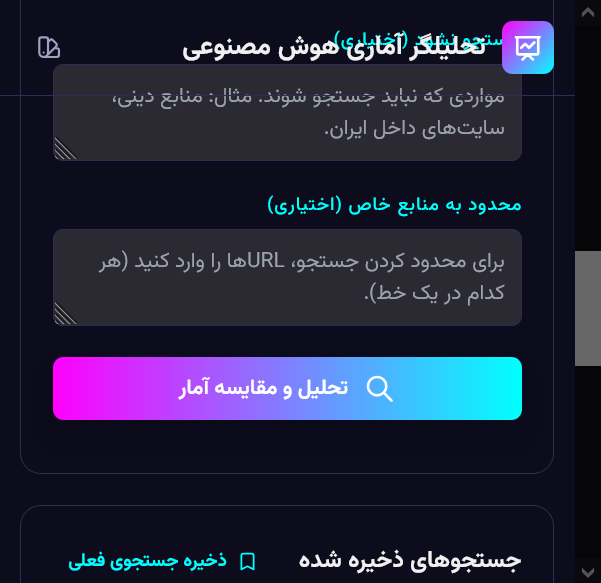 ستجو نشود (اختیاری)
تحلیلگر آماری هوش مصنوعی
مواردی که نباید جستجو شوند. مثال: منابع دینی،
سایت‌های داخل ایران.
محدود به منابع خاص (اختیاری)
برای محدود کردن جستجو، URLها را وارد کنید (هر
کدام در یک خط).
تحلیل و مقایسه آمار
جستجوهای ذخیره شده
ذخیره جستجوی فعلی